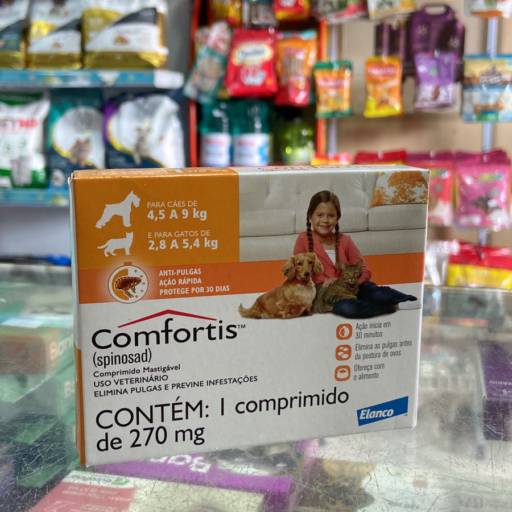 PARA CÃES DE
4,5 A 9 kg
E PARA GATOS DE
2,8 A 5,4 kg
ANTI-PULGAS
AÇÃO RÁPIDA
PROTEGE POR 30 DIAS
Comfortis™
(spinosad)
Comprimido Mastigável
USO VETERINÁRIO
ELIMINA PULGAS E PREVINE INFESTAÇÕES
CONTÉM: 1 comprimido
de 270 mg
Ação inicia em
30 minutos
Elimina as pulgas antes
da postura de ovos
Ofereça com
o alimento
Elanco